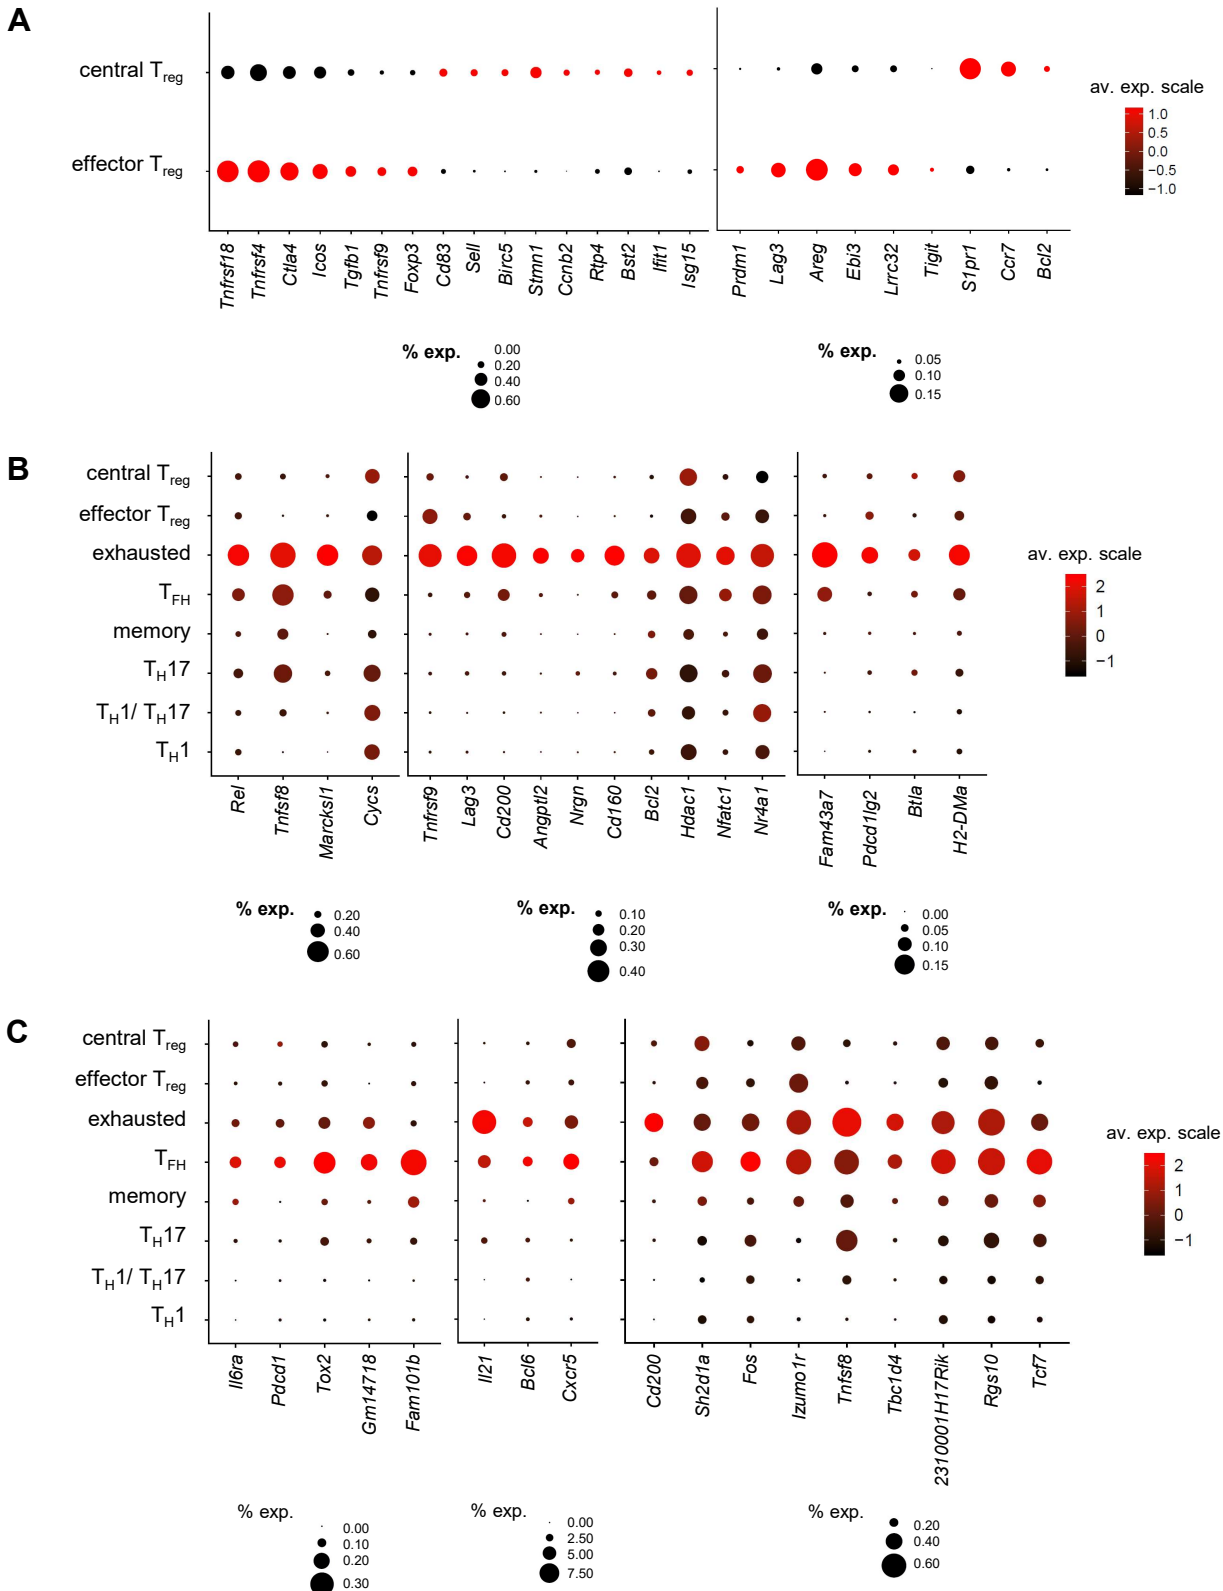 A
central Treg
effector Treg
Tnfrsf18 Tnfrsf4 Ctla4 Icos Tgfb1 Tnfrsf9 Foxp3 Cd83 Sell Birc5 Stmn1 Ccnb2 Rtp4 Bst2 Ifit1 Isg15
Prdm1 Lag3 Areg Ebi3 Lrrc32 Tigit S1pr1 Ccr7 Bcl2
av. exp. scale
1.0
0.5
0.0
−0.5
−1.0
% exp.
0.00
0.20
0.40
0.60
% exp.
0.05
0.10
0.15
B
central Treg
effector Treg
exhausted
TFH
memory
TH17
TH1/ TH17
TH1
Rel Tnfsf8 Marcksl1 Cycs
Tnfrsf9 Lag3 Cd200 Angptl2 Nrgn Cd160 Bcl2 Hdac1 Nfatc1 Nr4a1
Fam43a7 Pdcd1lg2 Btla H2-DMa
av. exp. scale
2
1
0
−1
% exp.
0.20
0.40
0.60
% exp.
0.10
0.20
0.30
0.40
% exp.
0.00
0.05
0.10
0.15
C
central Treg
effector Treg
exhausted
TFH
memory
TH17
TH1/ TH17
TH1
Il6ra Pdcd1 Tox2 Gm14718 Fam101b
Il21 Bcl6 Cxcr5
Cd200 Sh2d1a Fos Izumo1r Tnfsf8 Tbc1d4 2310001H17Rik Rgs10 Tcf7
av. exp. scale
2
1
0
−1
% exp.
0.00
0.10
0.20
0.30
% exp.
0.00
2.50
5.00
7.50
% exp.
0.20
0.40
0.60